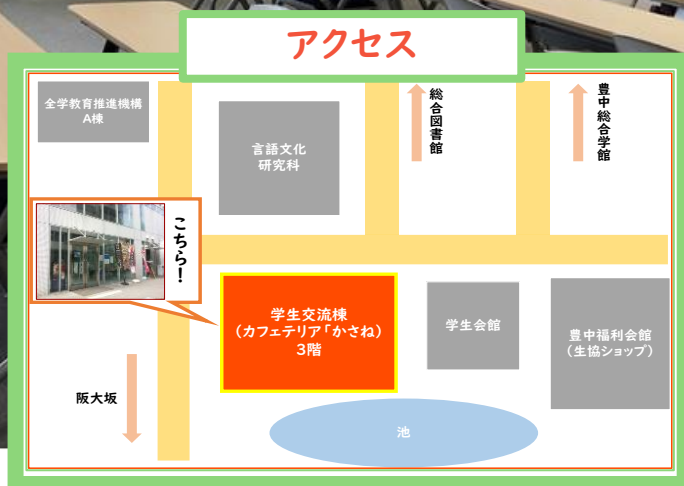 アクセス
全学教育推進機構
A棟
言語文化
研究科
総合図書館
豊中総合学館
こちら！
学生交流棟
（カフェテリア「かさね）
3階
学生会館
豊中福利会館
（生協ショップ）
阪大坂
池